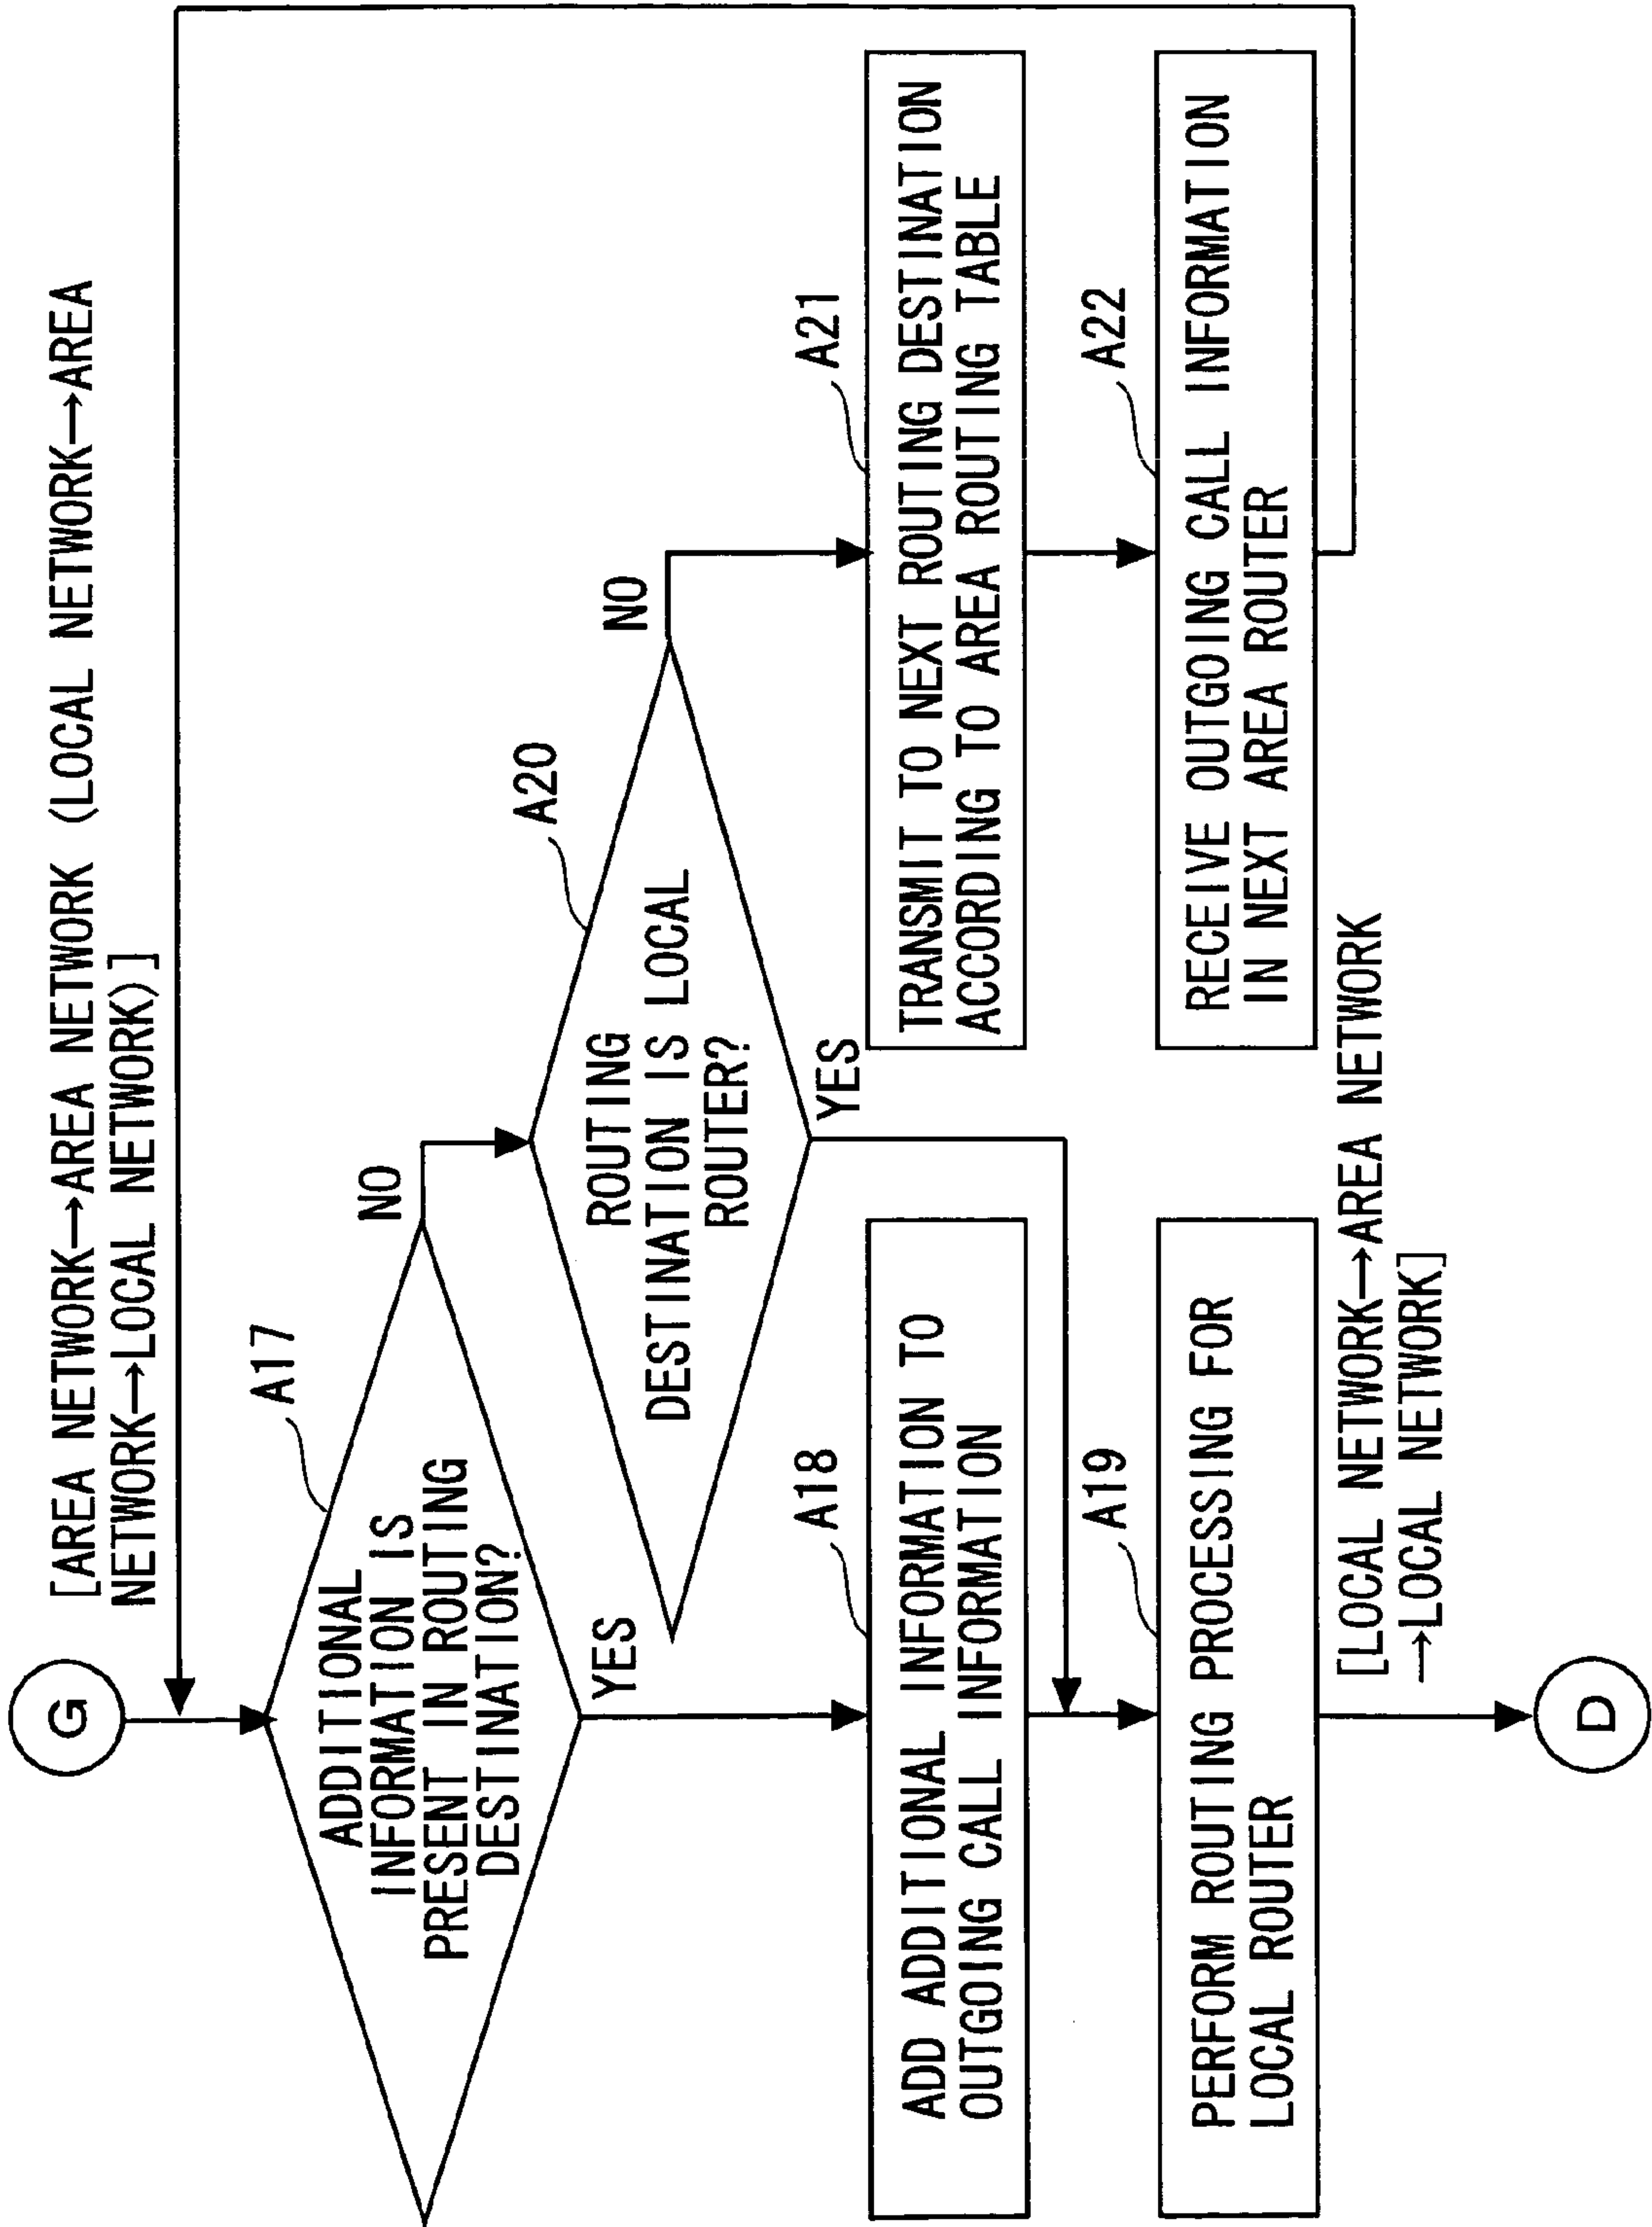 G
[AREA NETWORK→AREA NETWORK (LOCAL NETWORK→AREA
NETWORK→LOCAL NETWORK)]
A17
ADDITIONAL
INFORMATION IS
PRESENT IN ROUTING
DESTINATION?
NO
YES
A20
ROUTING
DESTINATION IS LOCAL
ROUTER?
NO
YES
A18
ADD ADDITIONAL INFORMATION TO
OUTGOING CALL INFORMATION
A21
TRANSMIT TO NEXT ROUTING DESTINATION
ACCORDING TO AREA ROUTING TABLE
A19
PERFORM ROUTING PROCESSING FOR
LOCAL ROUTER
A22
RECEIVE OUTGOING CALL INFORMATION
IN NEXT AREA ROUTER
[LOCAL NETWORK→AREA NETWORK
→LOCAL NETWORK]
D